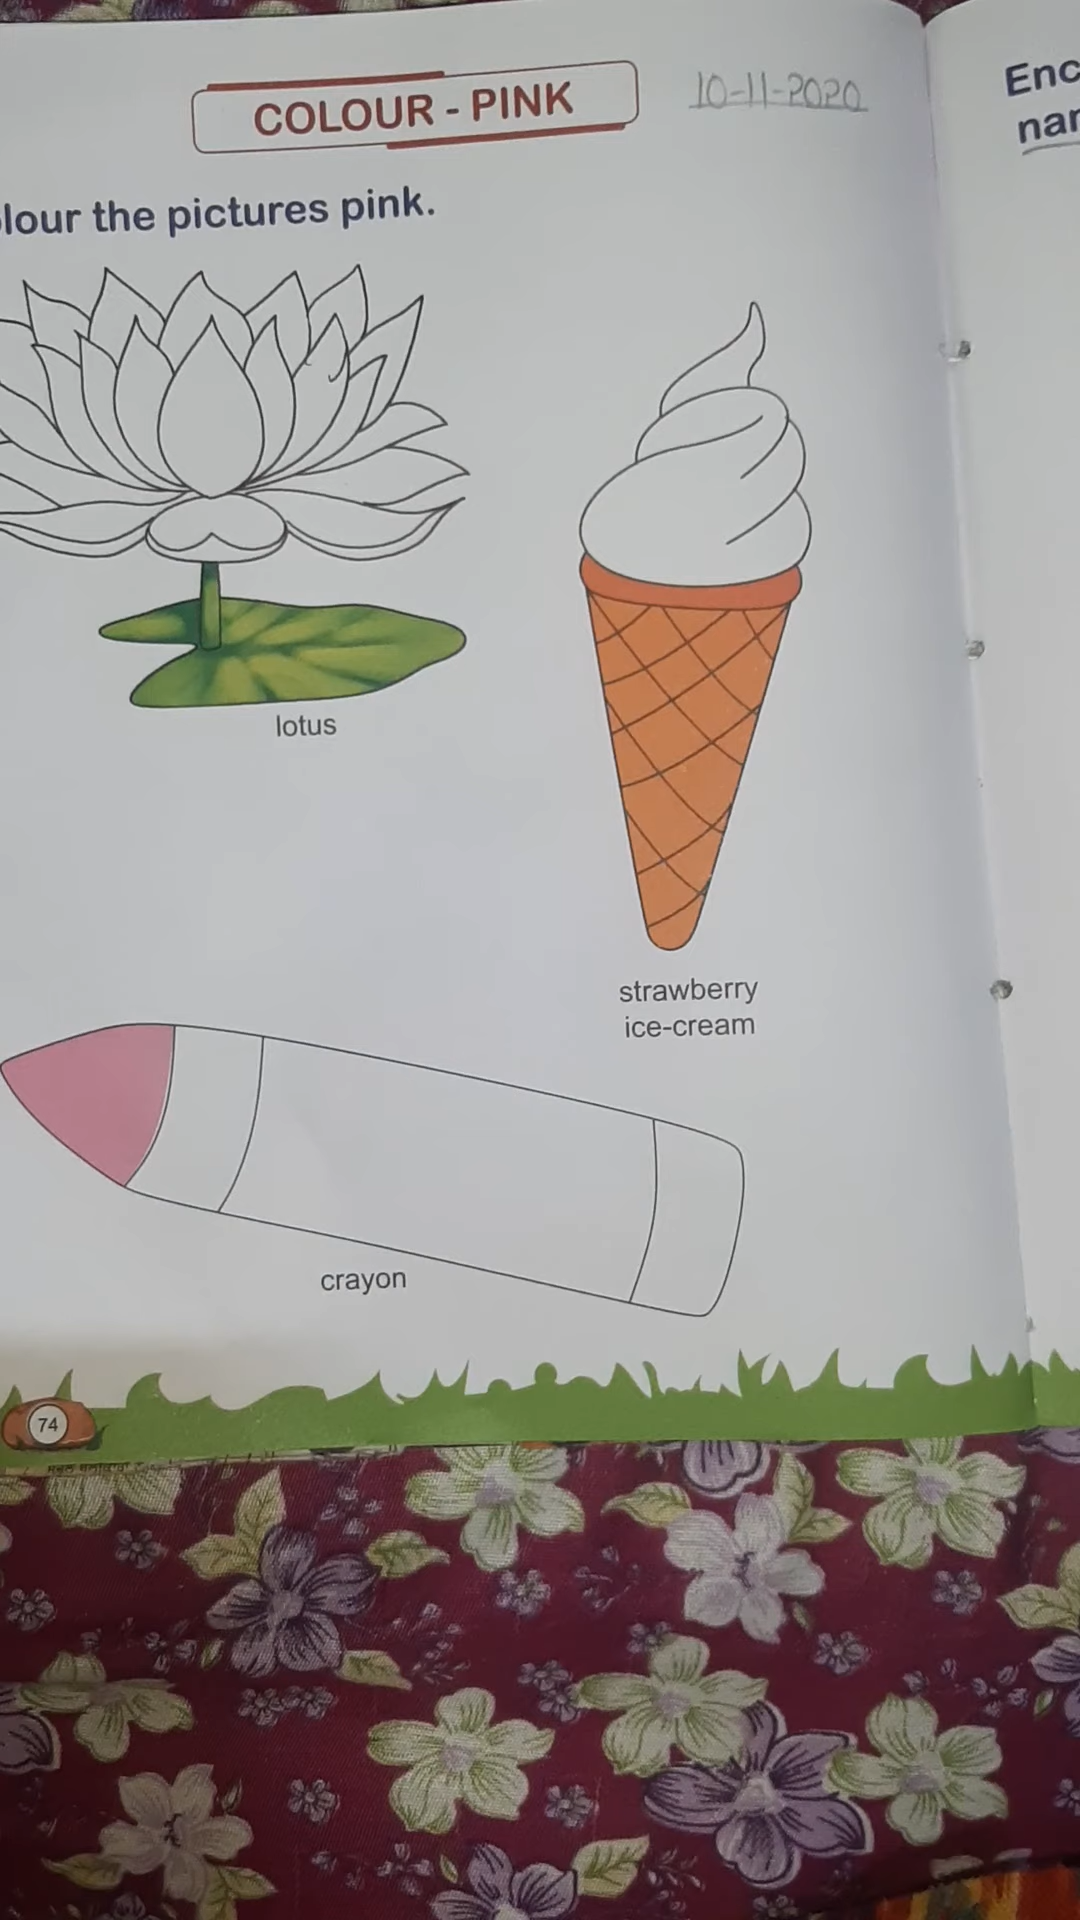 COLOUR - PINK
10-11-2020
lour the pictures pink.
lotus
strawberry
ice-cream
crayon
74
Enc
nar